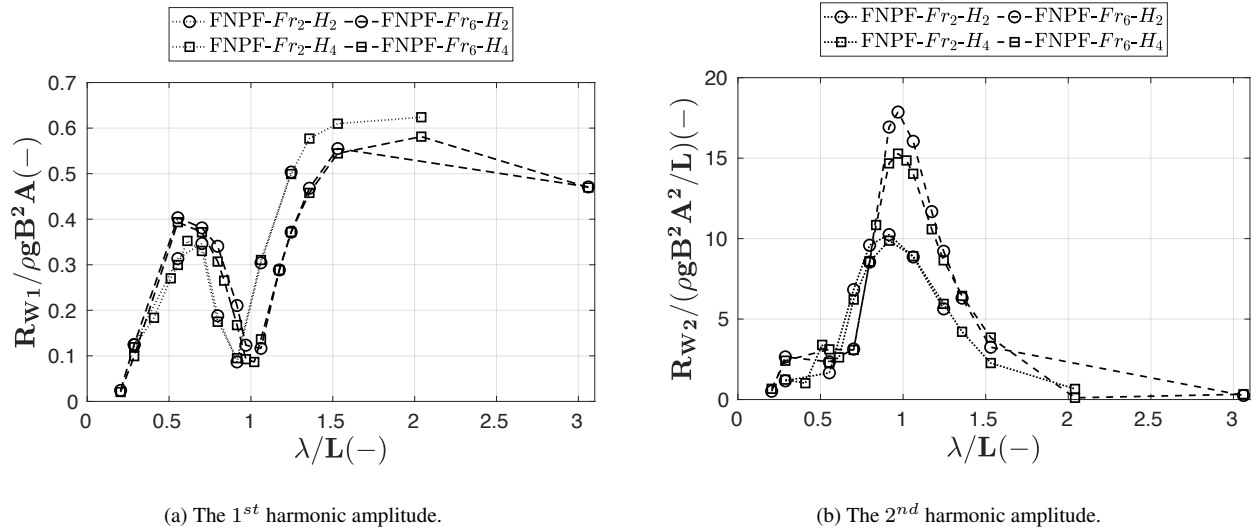 FNPF-Fr₂-H₂ FNPF-Fr₆-H₂
FNPF-Fr₂-H₄ FNPF-Fr₆-H₄
0.7
0.6
0.5
0.4
0.3
0.2
0.1
0
R_W₁/ρgB²A(−)
0 0.5 1 1.5 2 2.5 3
λ/L(−)
(a) The 1ˢᵗ harmonic amplitude.
FNPF-Fr₂-H₂ FNPF-Fr₆-H₂
FNPF-Fr₂-H₄ FNPF-Fr₆-H₄
20
15
10
5
0
R_W₂/(ρgB²A²/L)(−)
0 0.5 1 1.5 2 2.5 3
λ/L(−)
(b) The 2ⁿᵈ harmonic amplitude.